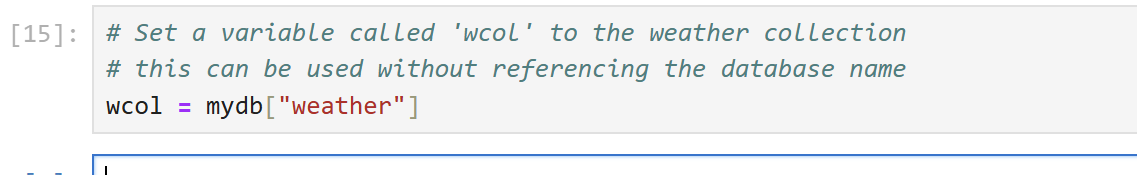 [15]:
# Set a variable called 'wcol' to the weather collection
# this can be used without referencing the database name
wcol = mydb["weather"]